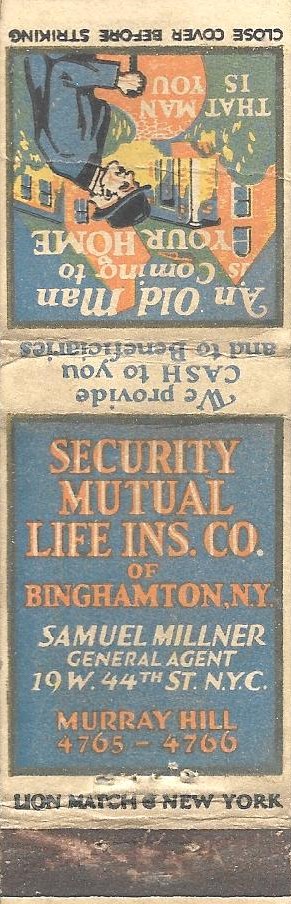 CLOSE COVER BEFORE STRIKING
An Old Man
is Coming to
YOUR HOME
THAT MAN
IS YOU
We provide
CASH to you
and to Beneficiaries
SECURITY
MUTUAL
LIFE INS. CO.
OF
BINGHAMTON, N.Y.
SAMUEL MILLNER
GENERAL AGENT
19 W. 44TH ST. N.Y.C.
MURRAY HILL
4765 - 4766
LION MATCH © NEW YORK